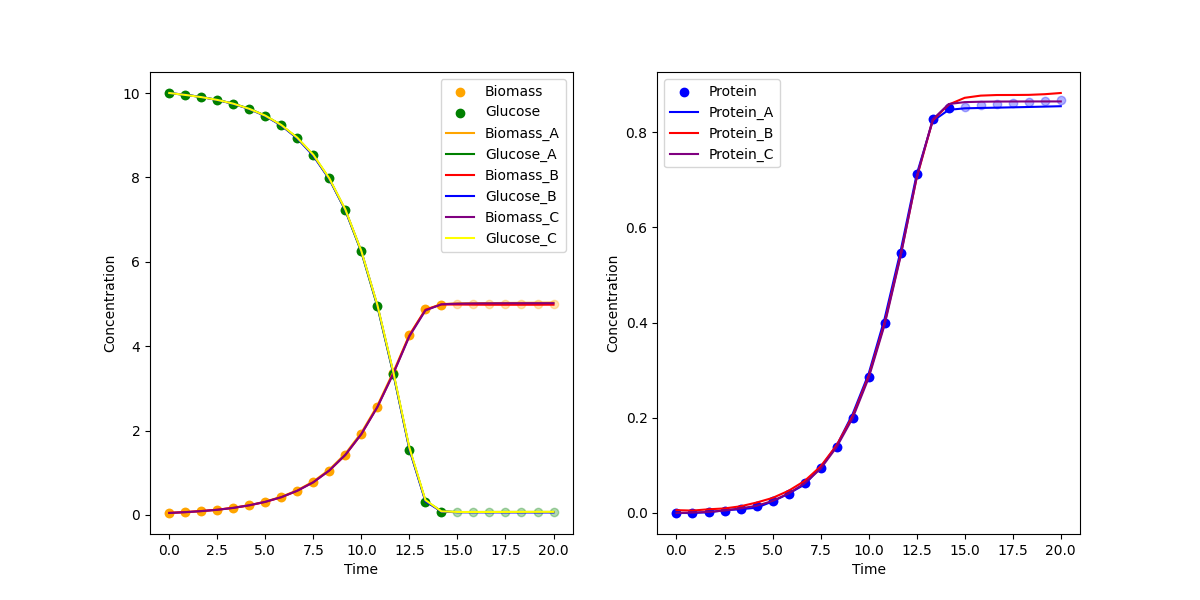 10
8
6
4
2
0
0.0 2.5 5.0 7.5 10.0 12.5 15.0 17.5 20.0
Time
Concentration
Biomass
Glucose
Biomass_A
Glucose_A
Biomass_B
Glucose_B
Biomass_C
Glucose_C
0.8
0.6
0.4
0.2
0.0
0.0 2.5 5.0 7.5 10.0 12.5 15.0 17.5 20.0
Time
Concentration
Protein
Protein_A
Protein_B
Protein_C